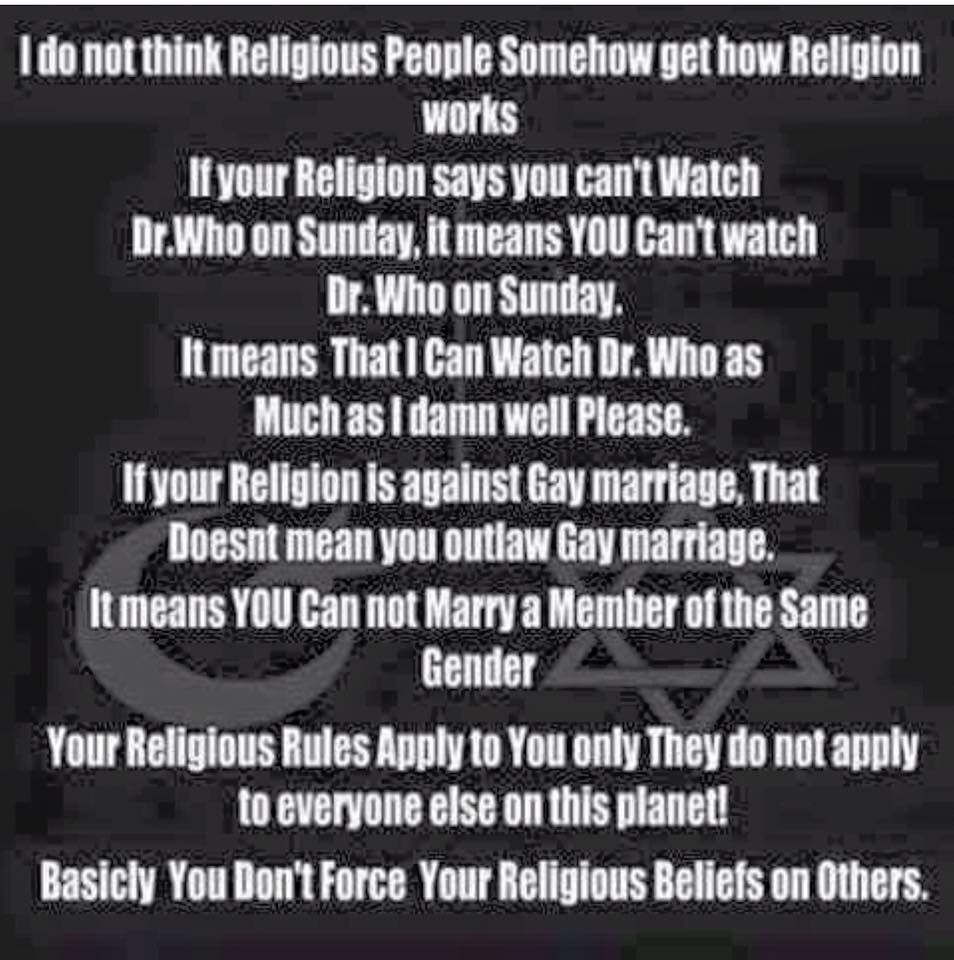 I do not think Religious People Somehow get how Religion
works
If your Religion says you can't Watch
Dr.Who on Sunday, it means YOU Can't watch
Dr. Who on Sunday.
It means That I Can Watch Dr. Who as
Much as I damn well Please.
If your Religion is against Gay marriage, That
Doesnt mean you outlaw Gay marriage.
It means YOU Can not Marry a Member of the Same
Gender
Your Religious Rules Apply to You only They do not apply
to everyone else on this planet!
Basicly You Don't Force Your Religious Beliefs on Others.